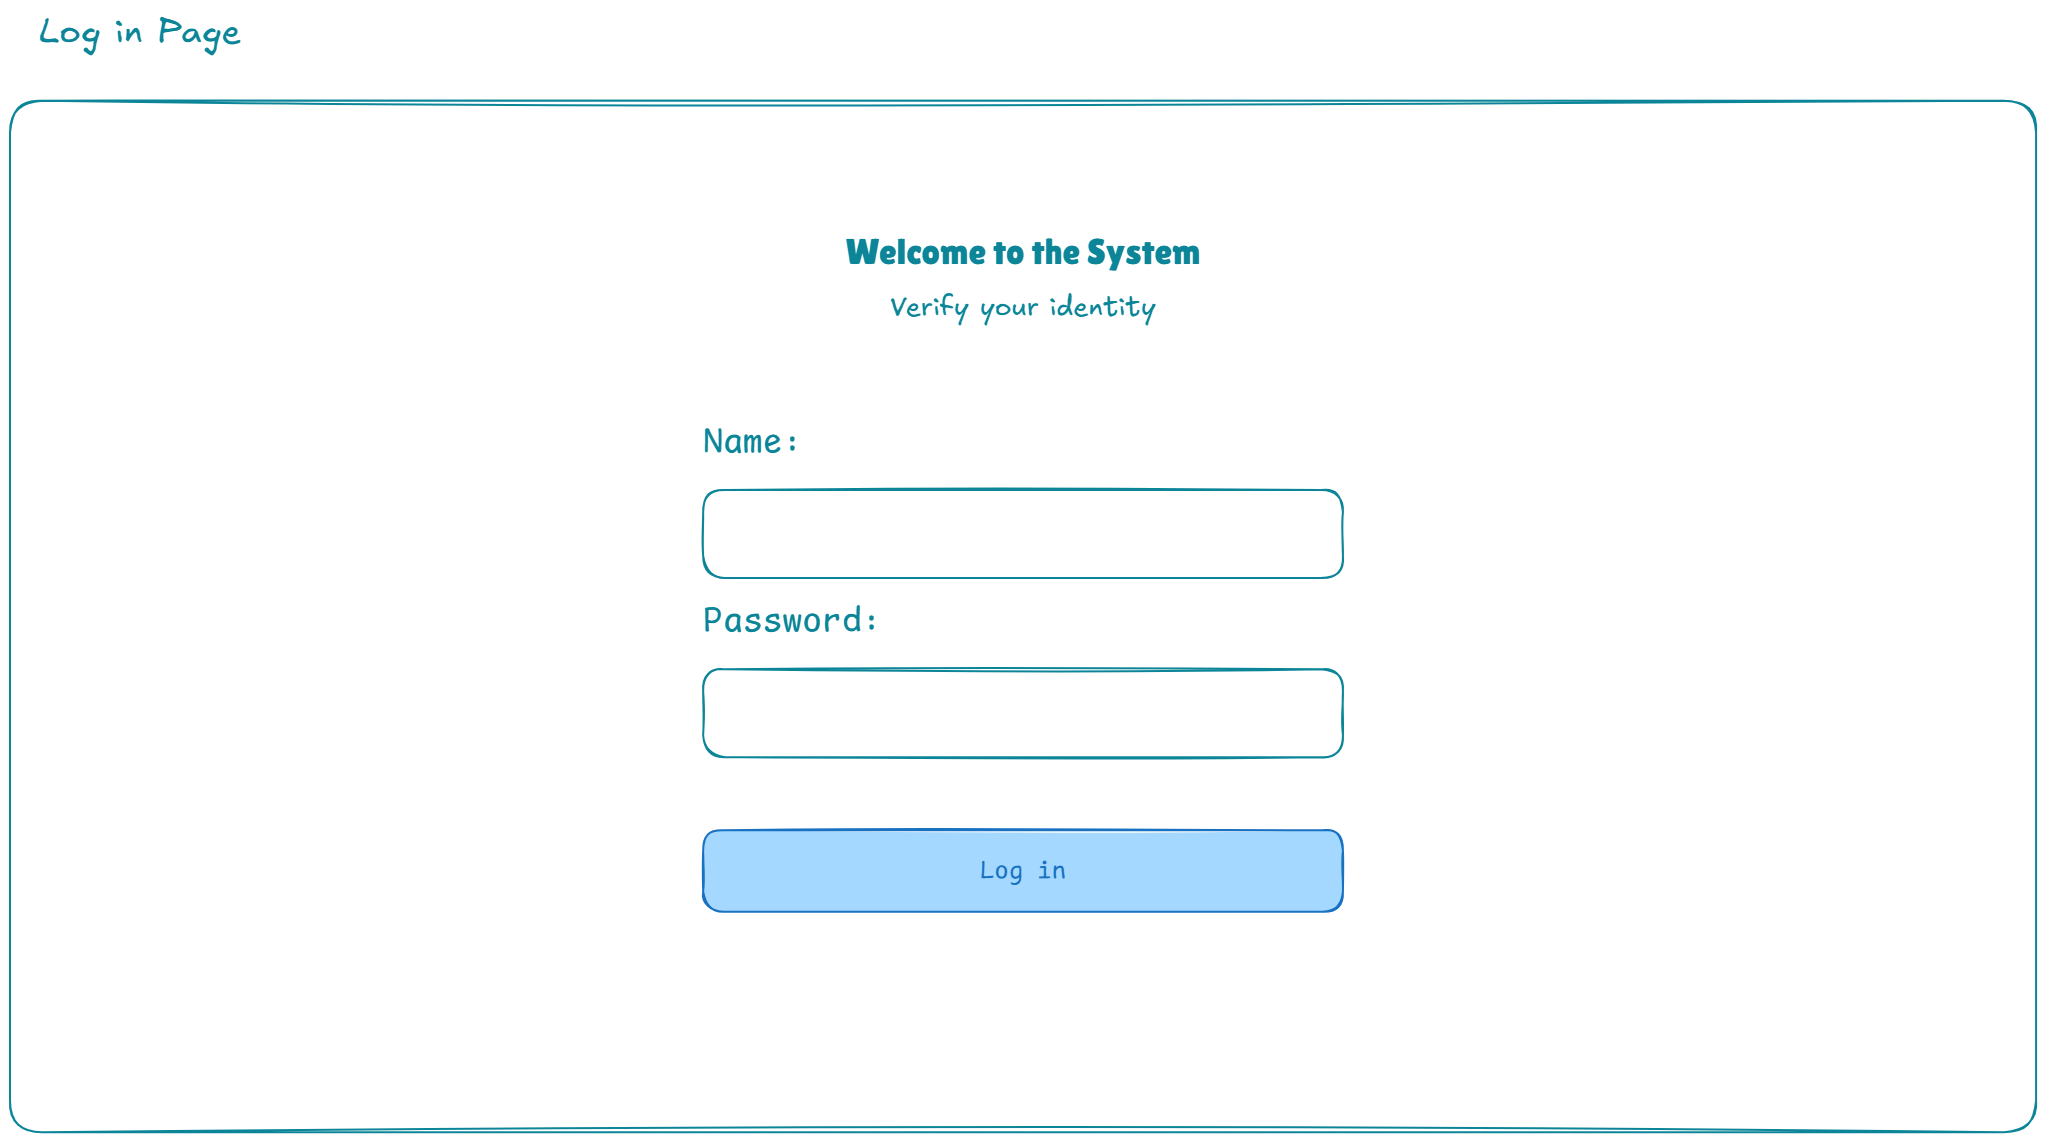 Log in Page
Welcome to the System
Verify your identity
Name:
Password:
Log in